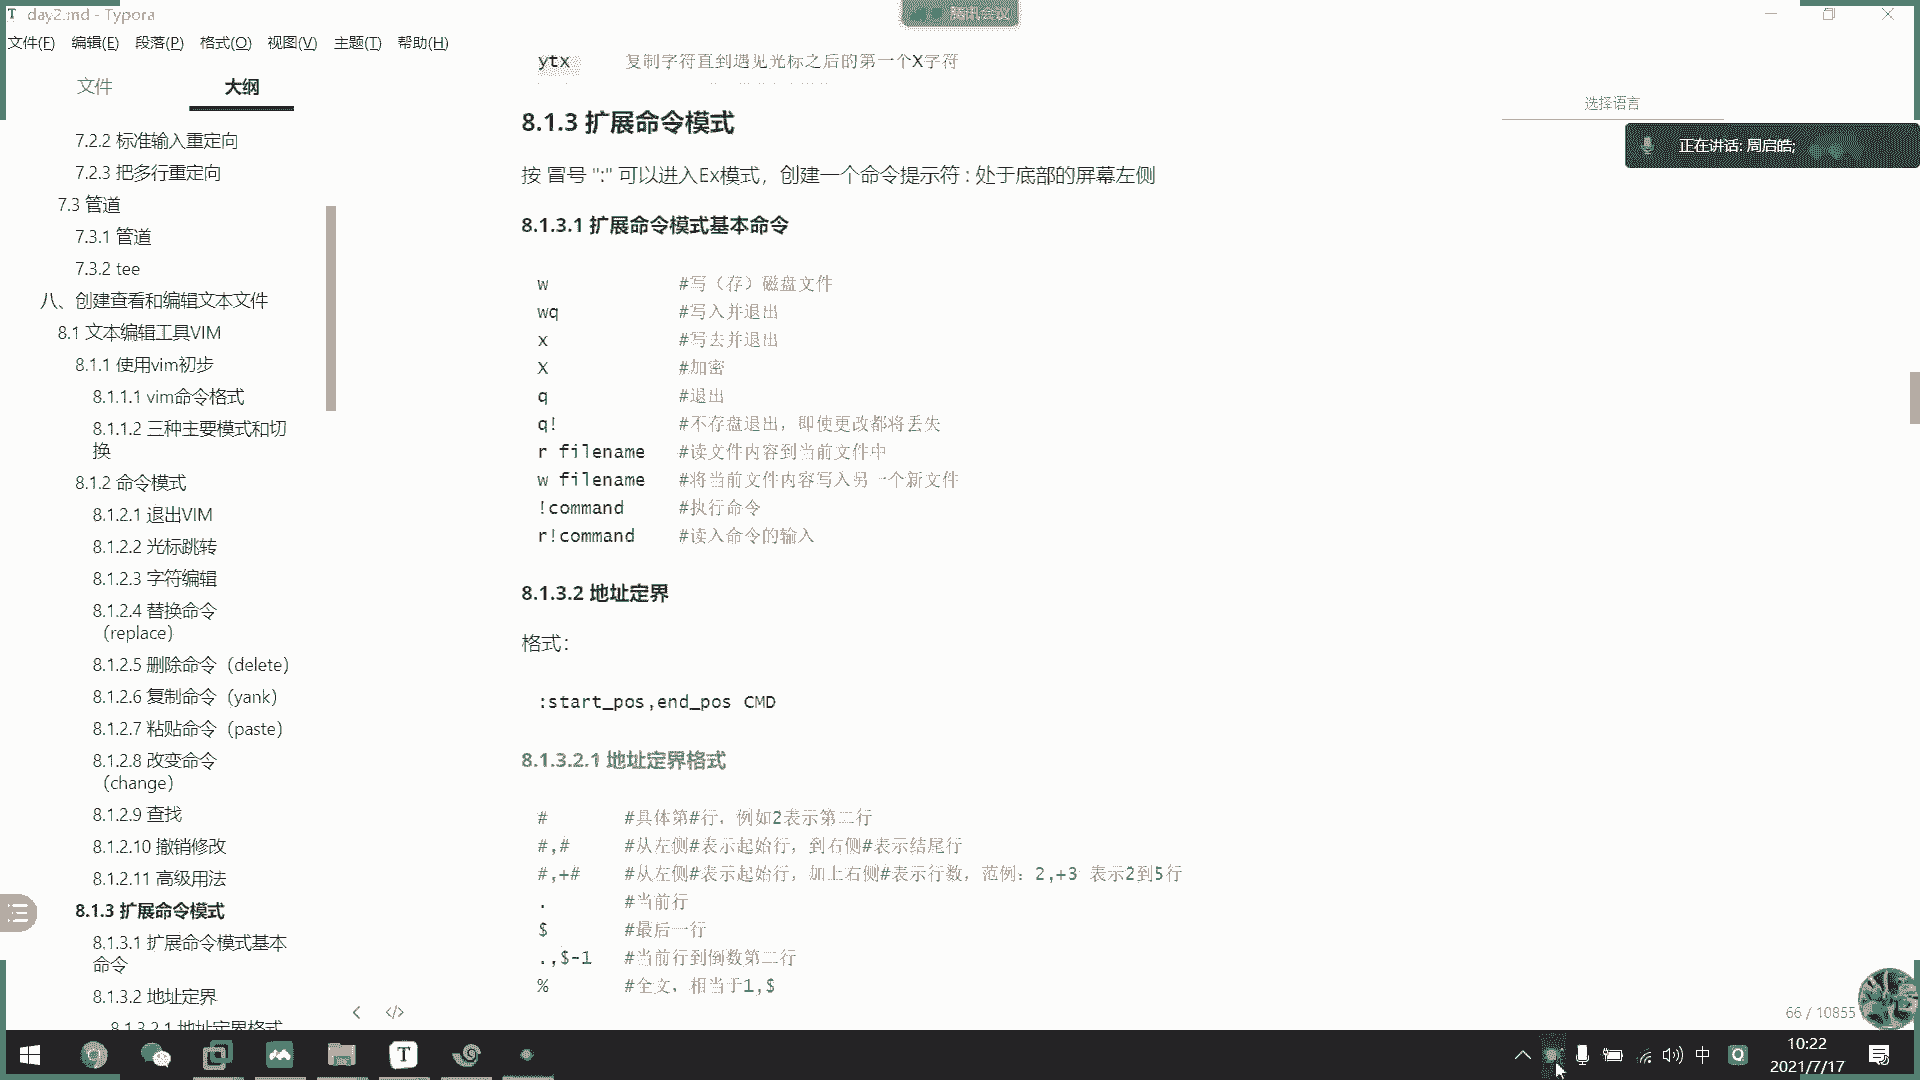 day2.md - Typora
腾讯会议
文件(F) 编辑(E) 段落(P) 格式(O) 视图(V) 主题(T) 帮助(H)
文件 大纲
7.2.2 标准输入重定向
7.2.3 把多行重定向
7.3 管道
7.3.1 管道
7.3.2 tee
八、创建查看和编辑文本文件
8.1 文本编辑工具VIM
8.1.1 使用vim初步
8.1.1.1 vim命令格式
8.1.1.2 三种主要模式和切
换
8.1.2 命令模式
8.1.2.1 退出VIM
8.1.2.2 光标跳转
8.1.2.3 字符编辑
8.1.2.4 替换命令
（replace）
8.1.2.5 删除命令（delete）
8.1.2.6 复制命令（yank）
8.1.2.7 粘贴命令（paste）
8.1.2.8 改变命令
（change）
8.1.2.9 查找
8.1.2.10 撤销修改
8.1.2.11 高级用法
8.1.3 扩展命令模式
8.1.3.1 扩展命令模式基本
命令
8.1.3.2 地址定界
8.1.3.2.1 地址定界格式
ytx 复制字符直到遇见光标之后的第一个X字符
8.1.3 扩展命令模式
按 冒号 ":" 可以进入Ex模式，创建一个命令提示符 : 处于底部的屏幕左侧
8.1.3.1 扩展命令模式基本命令
w #写（存）磁盘文件
wq #写入并退出
x #写去并退出
X #加密
q #退出
q! #不存盘退出，即使更改都将丢失
r filename #读文件内容到当前文件中
w filename #将当前文件内容写入另一个新文件
!command #执行命令
r!command #读入命令的输入
8.1.3.2 地址定界
格式：
:start_pos,end_pos CMD
8.1.3.2.1 地址定界格式
# #具体第#行，例如2表示第二行
#,# #从左侧#表示起始行，到右侧#表示结尾行
#,+# #从左侧#表示起始行，加上右侧#表示行数，范例：2,+3 表示2到5行
. #当前行
$ #最后一行
.,$-1 #当前行到倒数第二行
% #全文，相当于1,$
选择语言
正在讲话: 周启皓;
66 / 10855
中
10:22
2021/7/17